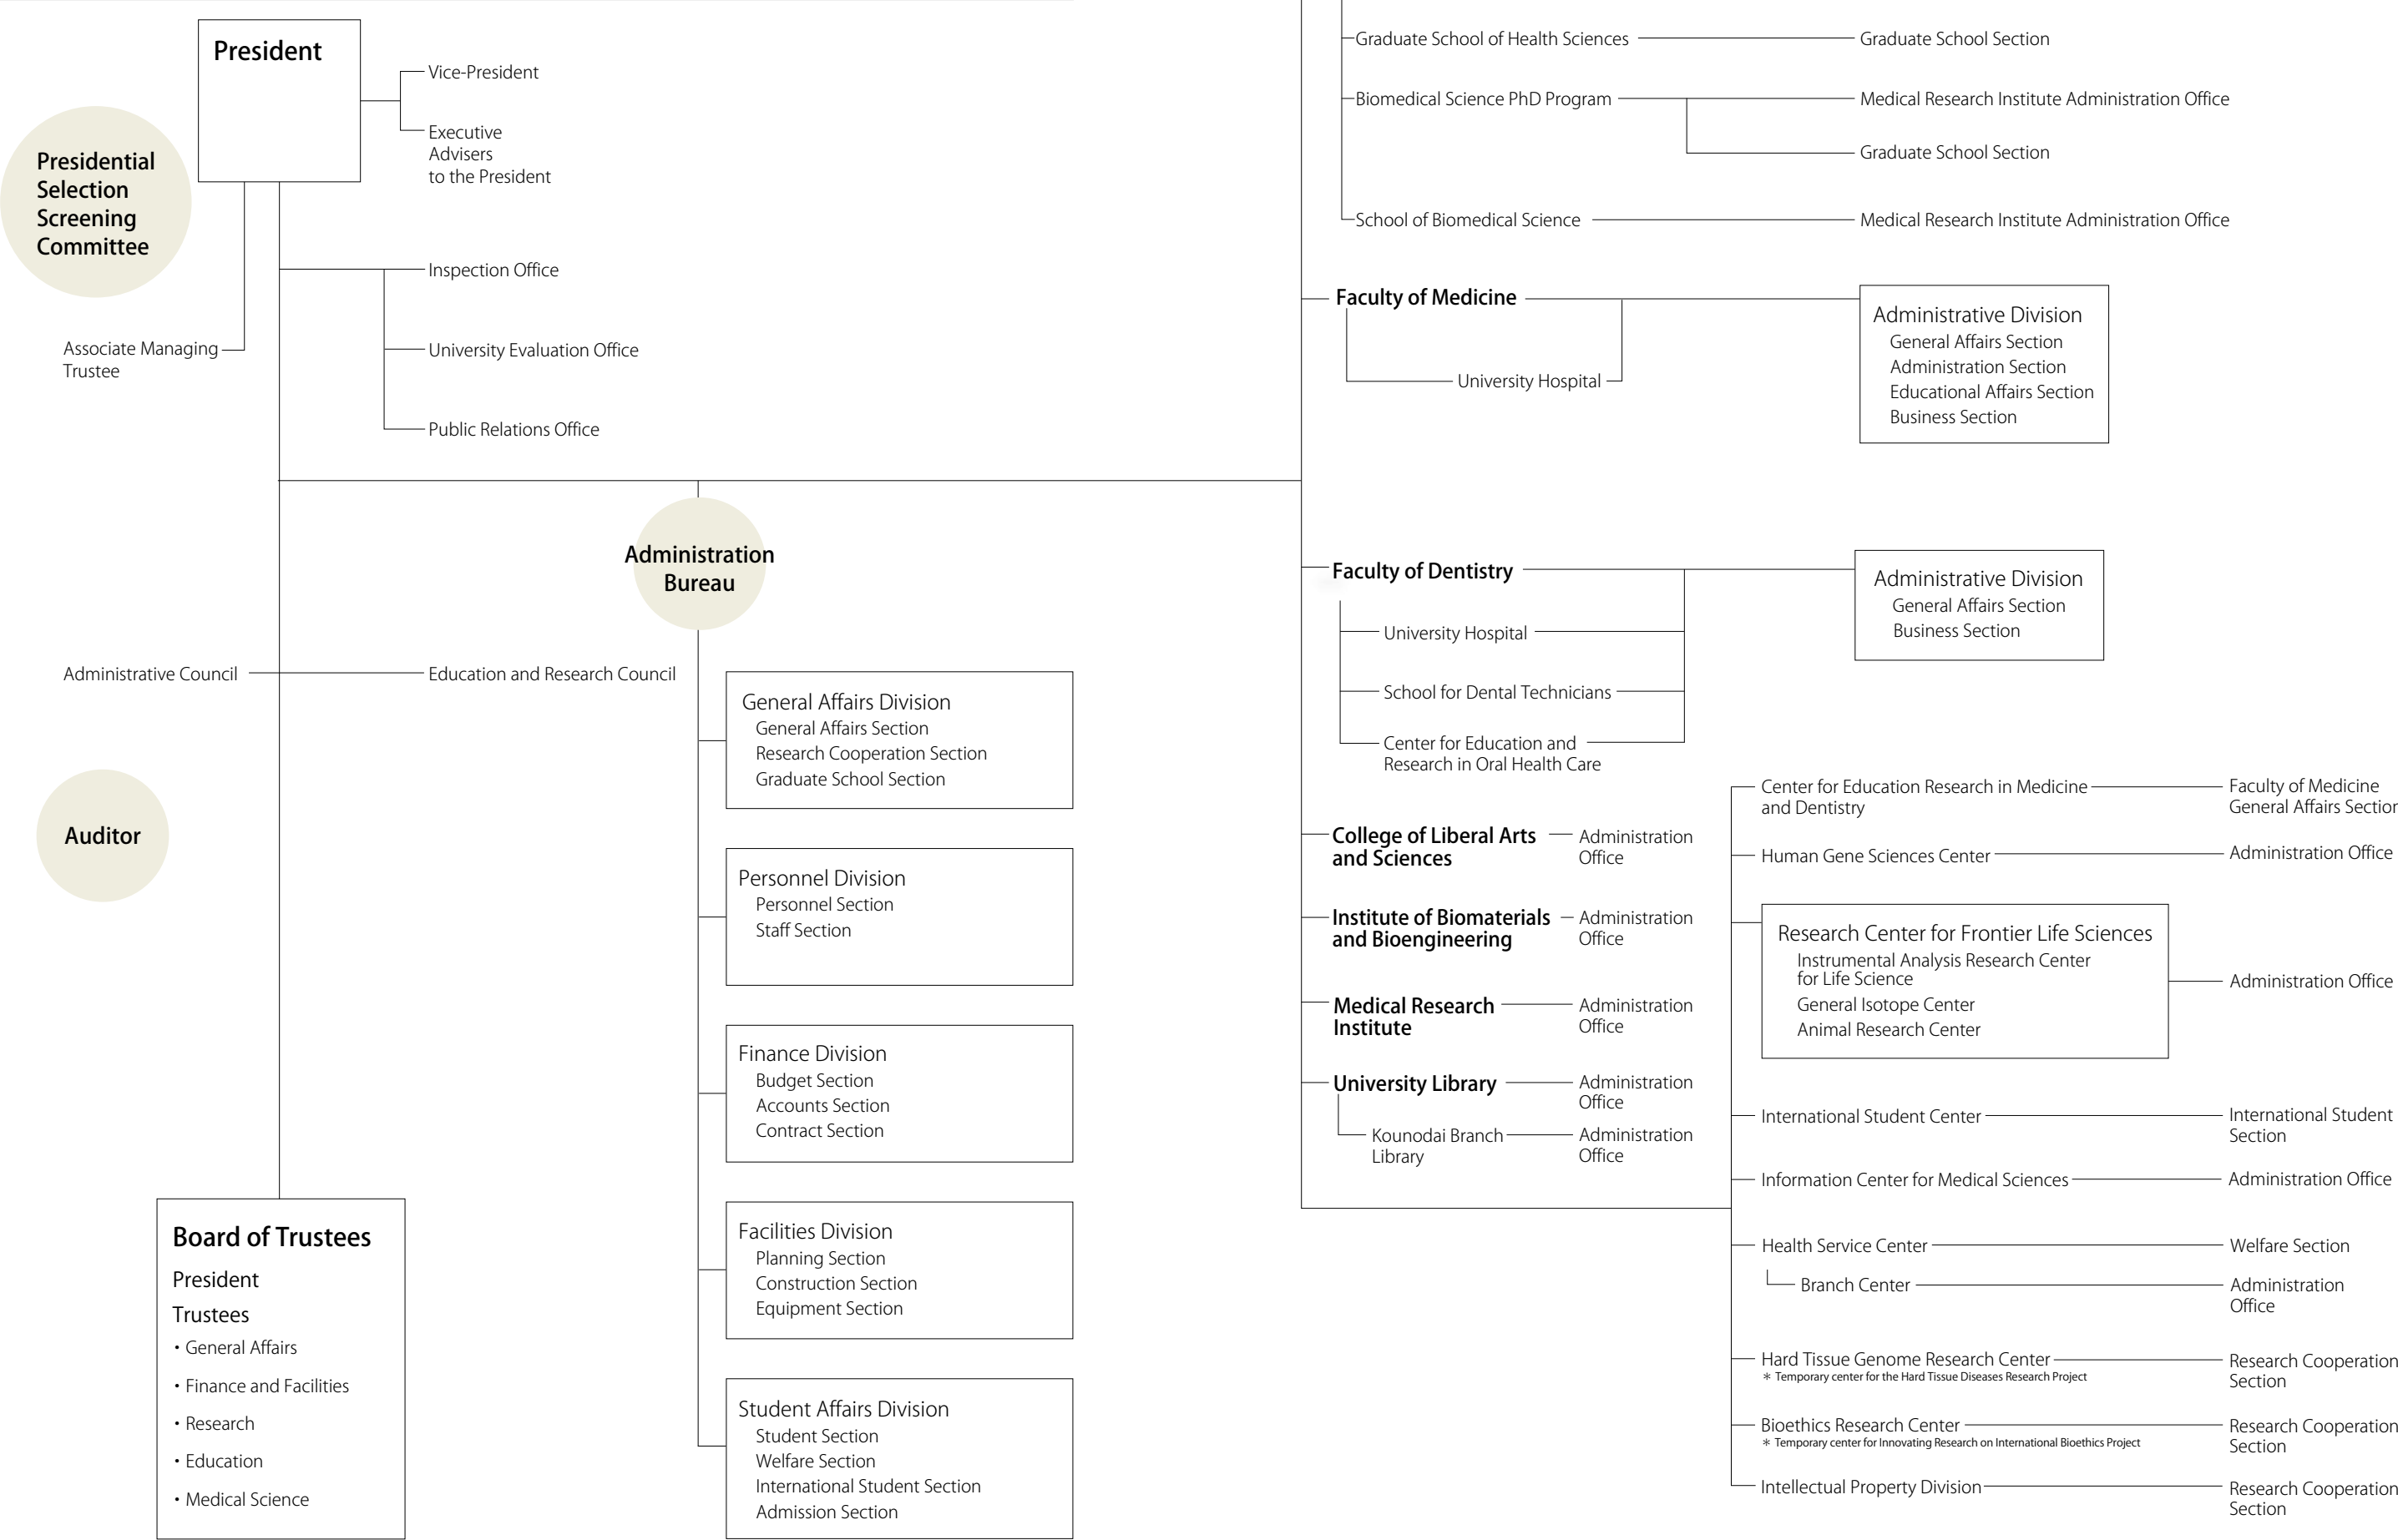 President
Vice-President
Executive
Advisers
to the President
Presidential
Selection
Screening
Committee
Inspection Office
Associate Managing
Trustee
University Evaluation Office
Public Relations Office
Administration
Bureau
Administrative Council
Education and Research Council
Auditor
General Affairs Division
General Affairs Section
Research Cooperation Section
Graduate School Section
Personnel Division
Personnel Section
Staff Section
Finance Division
Budget Section
Accounts Section
Contract Section
Facilities Division
Planning Section
Construction Section
Equipment Section
Student Affairs Division
Student Section
Welfare Section
International Student Section
Admission Section
Board of Trustees
President
Trustees
・General Affairs
・Finance and Facilities
・Research
・Education
・Medical Science
Graduate School of Health Sciences
Graduate School Section
Biomedical Science PhD Program
Medical Research Institute Administration Office
Graduate School Section
School of Biomedical Science
Medical Research Institute Administration Office
Faculty of Medicine
University Hospital
Administrative Division
General Affairs Section
Administration Section
Educational Affairs Section
Business Section
Faculty of Dentistry
University Hospital
School for Dental Technicians
Center for Education and
Research in Oral Health Care
Administrative Division
General Affairs Section
Business Section
College of Liberal Arts
and Sciences
Administration
Office
Institute of Biomaterials
and Bioengineering
Administration
Office
Medical Research
Institute
Administration
Office
University Library
Administration
Office
Kounodai Branch
Library
Administration
Office
Center for Education Research in Medicine
and Dentistry
Faculty of Medicine
General Affairs Section
Human Gene Sciences Center
Administration Office
Research Center for Frontier Life Sciences
Instrumental Analysis Research Center
for Life Science
General Isotope Center
Animal Research Center
Administration Office
International Student Center
International Student
Section
Information Center for Medical Sciences
Administration Office
Health Service Center
Welfare Section
Branch Center
Administration
Office
Hard Tissue Genome Research Center
＊ Temporary center for the Hard Tissue Diseases Research Project
Research Cooperation
Section
Bioethics Research Center
＊ Temporary center for Innovating Research on International Bioethics Project
Research Cooperation
Section
Intellectual Property Division
Research Cooperation
Section